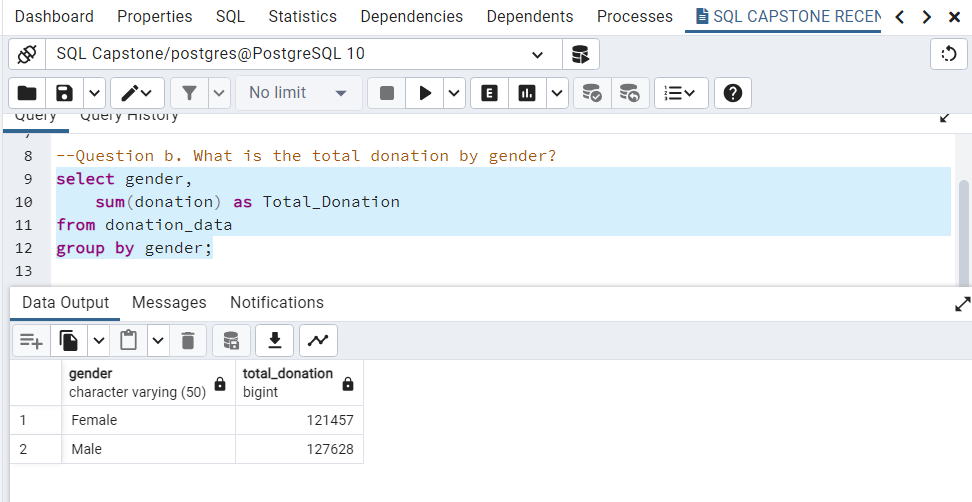 Dashboard Properties SQL Statistics Dependencies Dependents Processes SQL CAPSTONE RECEN
SQL Capstone/postgres@PostgreSQL 10
No limit
Query Query History
7
8 --Question b. What is the total donation by gender?
9 select gender,
10 sum(donation) as Total_Donation
11 from donation_data
12 group by gender;
13
Data Output Messages Notifications
gender total_donation
character varying (50) bigint
1 Female 121457
2 Male 127628